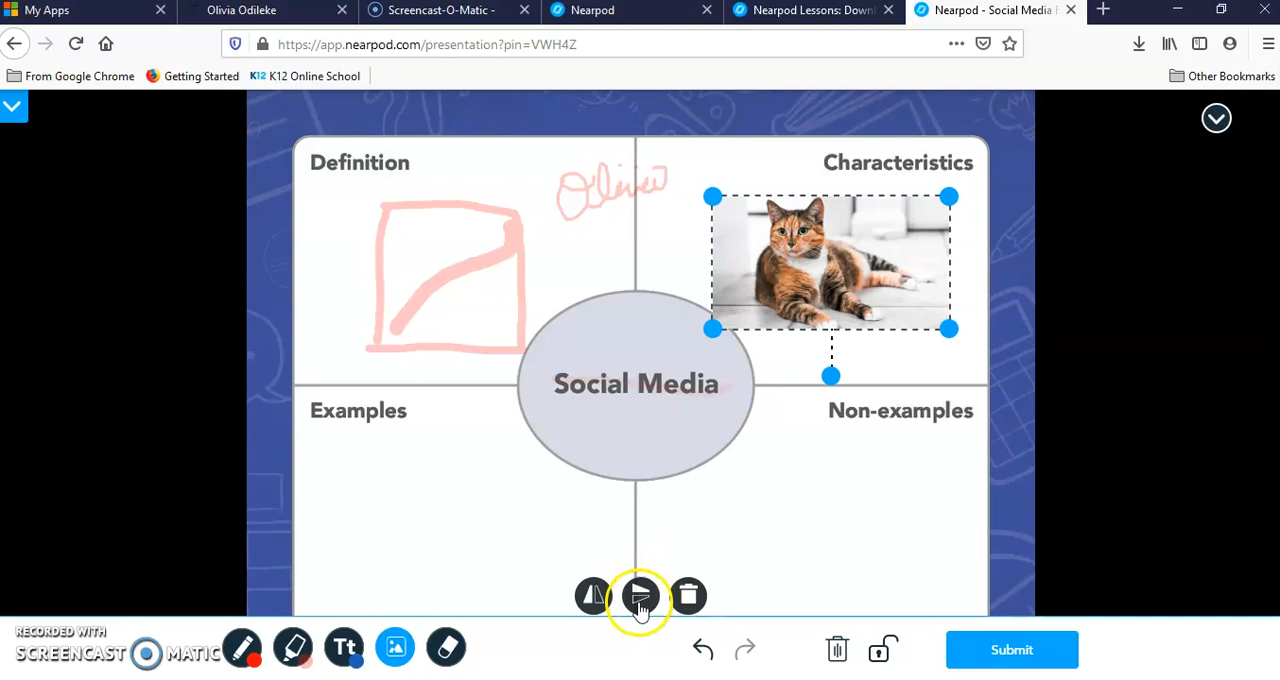 My Apps
Olivia Odileke
Screencast-O-Matic -
Nearpod
Nearpod Lessons: Downl
Nearpod - Social Media
https://app.nearpod.com/presentation?pin=VWH4Z
From Google Chrome
Getting Started
K12 K12 Online School
Other Bookmarks
Definition
Olivia
Characteristics
Social Media
Examples
Non-examples
RECORDED WITH
SCREENCAST MATIC
Tt
Submit